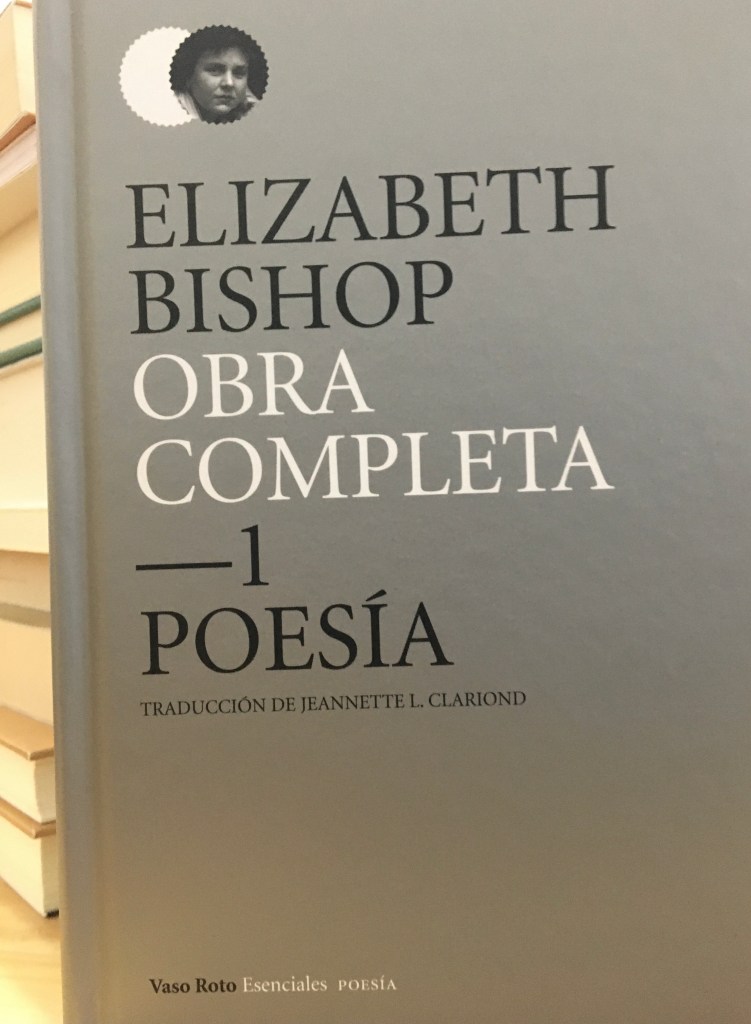 ELIZABETH
BISHOP
OBRA
COMPLETA
—1
POESÍA
TRADUCCIÓN DE JEANNETTE L. CLARIOND
Vaso Roto Esenciales POESÍA